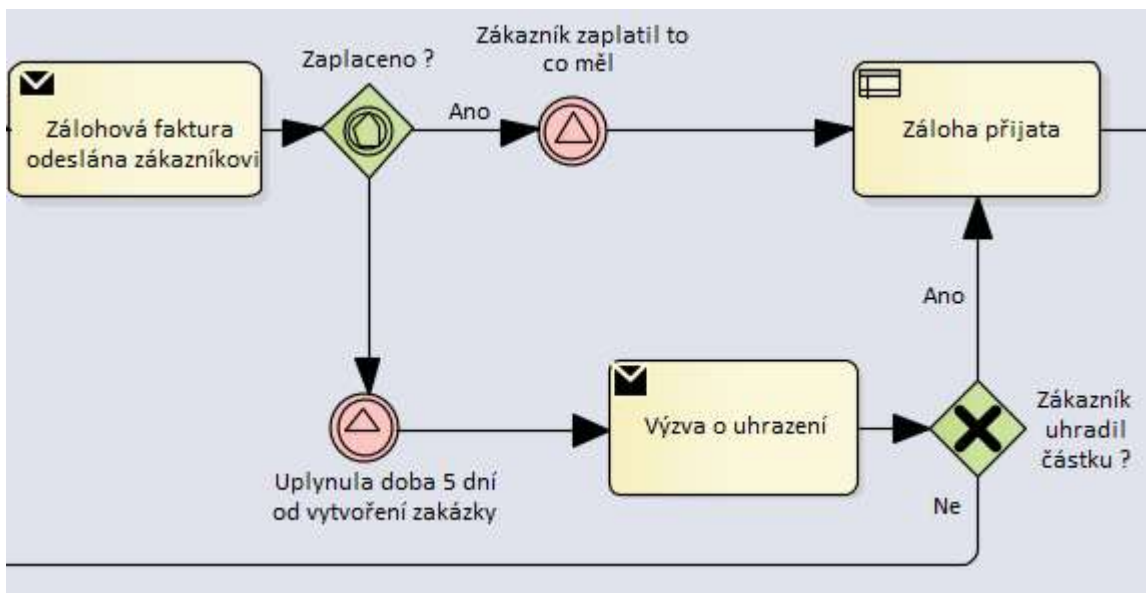 Zákazník zaplatil to
co měl
Zaplaceno ?
Ano
Zálohová faktura
odeslána zákazníkovi
Záloha přijata
Ano
Výzva o uhrazení
Zákazník
uhradil
částku ?
Uplynula doba 5 dní
od vytvoření zakázky
Ne